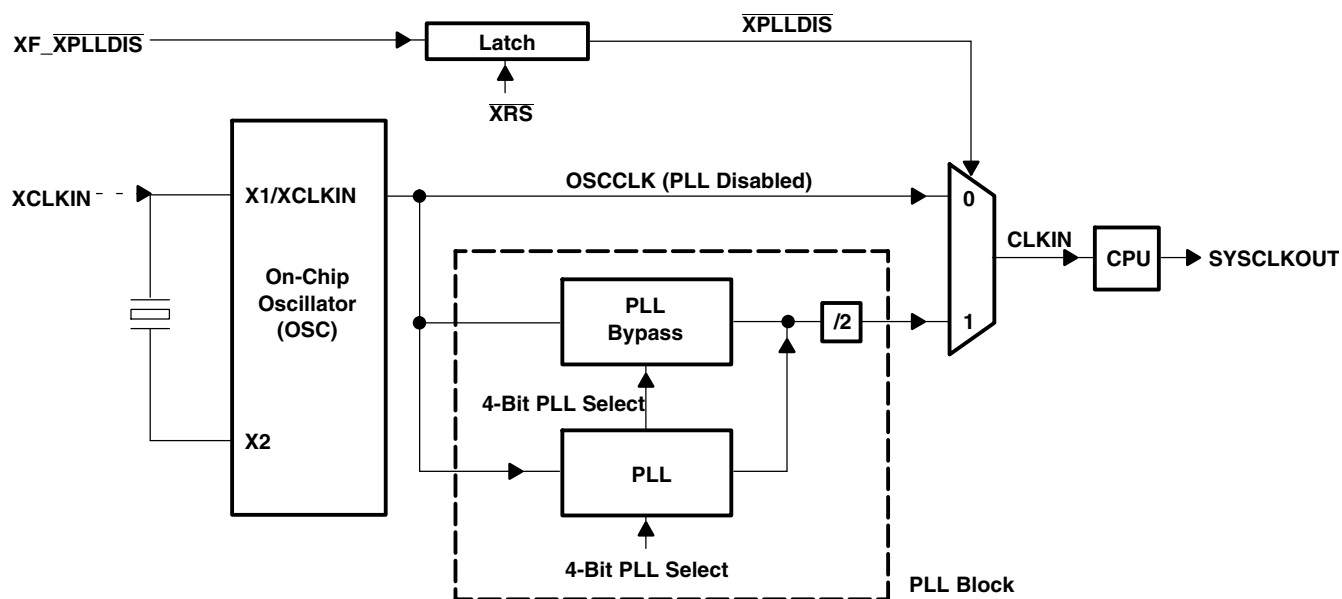 XF_XPLLDIS
Latch
XPLLDIS
XRS
XCLKIN
X1/XCLKIN
On-Chip
Oscillator
(OSC)
X2
OSCCLK (PLL Disabled)
PLL
Bypass
/2
4-Bit PLL Select
PLL
4-Bit PLL Select
PLL Block
0
1
CLKIN
CPU
SYSCLKOUT